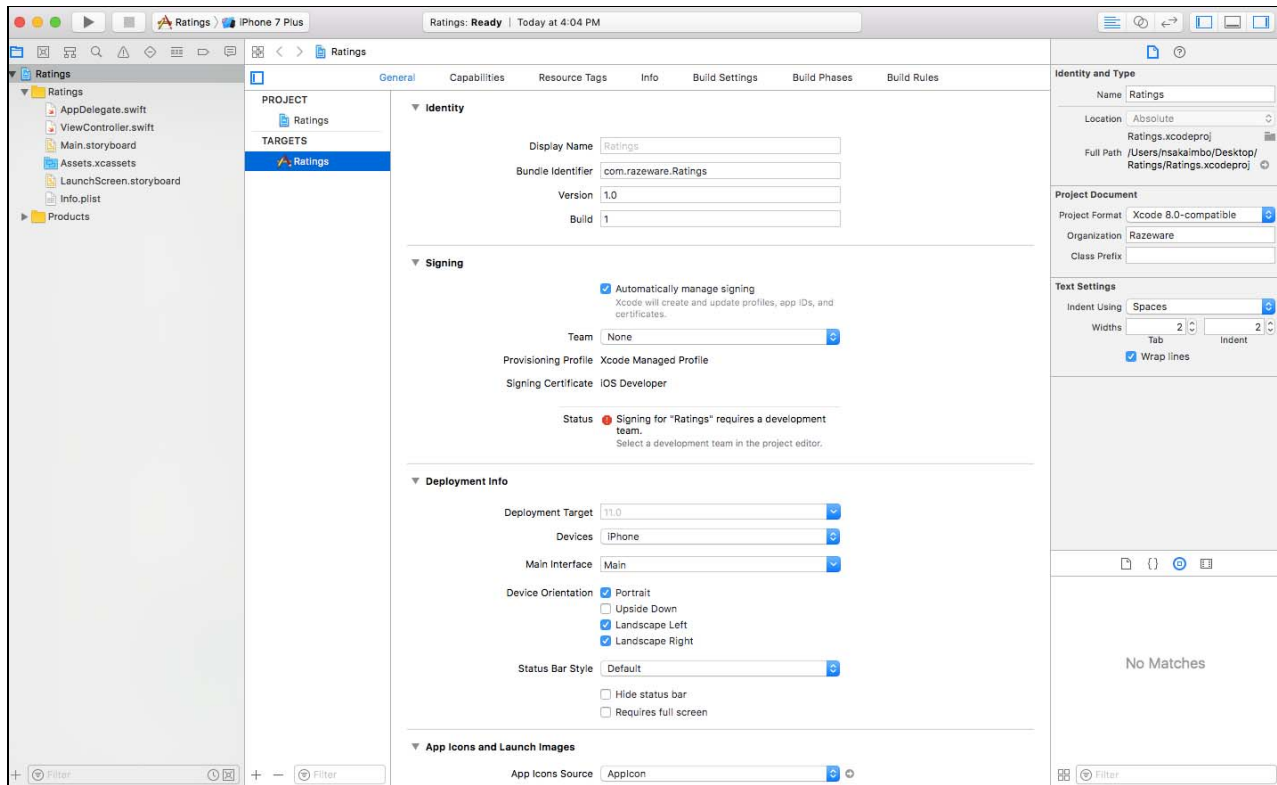 Ratings
iPhone 7 Plus
Ratings: Ready | Today at 4:04 PM
Ratings
Ratings
Ratings
AppDelegate.swift
ViewController.swift
Main.storyboard
Assets.xcassets
LaunchScreen.storyboard
Info.plist
Products
Filter
General Capabilities Resource Tags Info Build Settings Build Phases Build Rules
PROJECT
Ratings
TARGETS
Ratings
Filter
Identity
Display Name Ratings
Bundle Identifier com.razeware.Ratings
Version 1.0
Build 1
Signing
Automatically manage signing
Xcode will create and update profiles, app IDs, and
certificates.
Team None
Provisioning Profile Xcode Managed Profile
Signing Certificate iOS Developer
Status Signing for "Ratings" requires a development
team.
Select a development team in the project editor.
Deployment Info
Deployment Target 11.0
Devices iPhone
Main Interface Main
Device Orientation Portrait
Upside Down
Landscape Left
Landscape Right
Status Bar Style Default
Hide status bar
Requires full screen
App Icons and Launch Images
App Icons Source AppIcon
Identity and Type
Name Ratings
Location Absolute
Ratings.xcodeproj
Full Path /Users/nsakaimbo/Desktop/
Ratings/Ratings.xcodeproj
Project Document
Project Format Xcode 8.0-compatible
Organization Razeware
Class Prefix
Text Settings
Indent Using Spaces
Widths 2 2
Tab Indent
Wrap lines
{}
No Matches
Filter